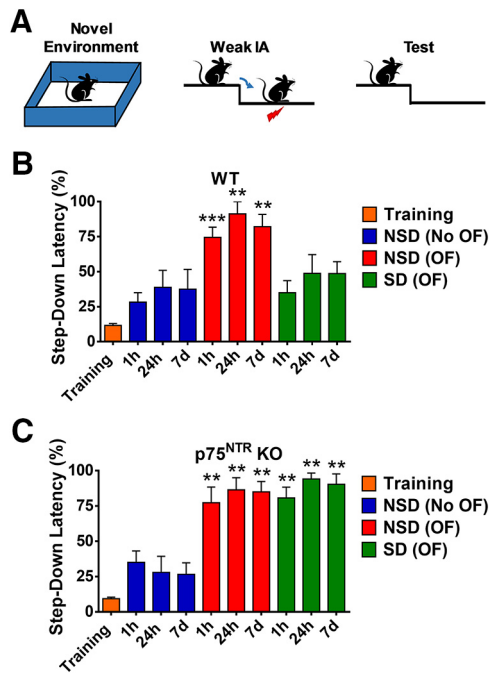 A
Novel
Environment
Weak IA
Test
B
WT
Step-Down Latency (%)
100
75
50
25
0
*** ** **
Training 1h 24h 7d 1h 24h 7d 1h 24h 7d
Training
NSD (No OF)
NSD (OF)
SD (OF)
C
p75NTR KO
Step-Down Latency (%)
100
75
50
25
0
** ** ** ** ** **
Training 1h 24h 7d 1h 24h 7d 1h 24h 7d
Training
NSD (No OF)
NSD (OF)
SD (OF)